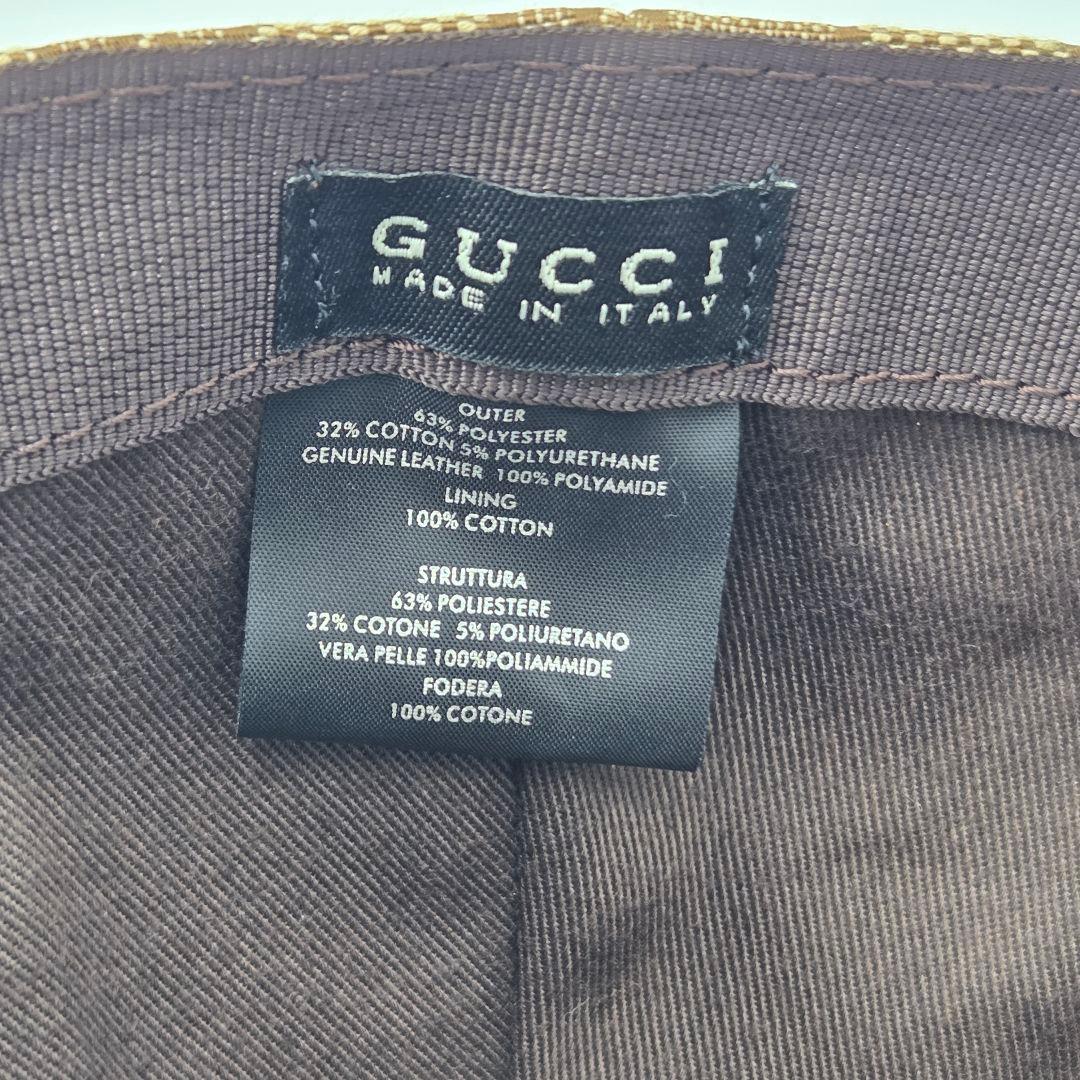 GUCCI
MADE IN ITALY
OUTER
63% POLYESTER
32% COTTON 5% POLYURETHANE
GENUINE LEATHER 100% POLYAMIDE
LINING
100% COTTON
STRUTTURA
63% POLIESTERE
32% COTONE 5% POLIURETANO
VERA PELLE 100%POLIAMMIDE
FODERA
100% COTONE